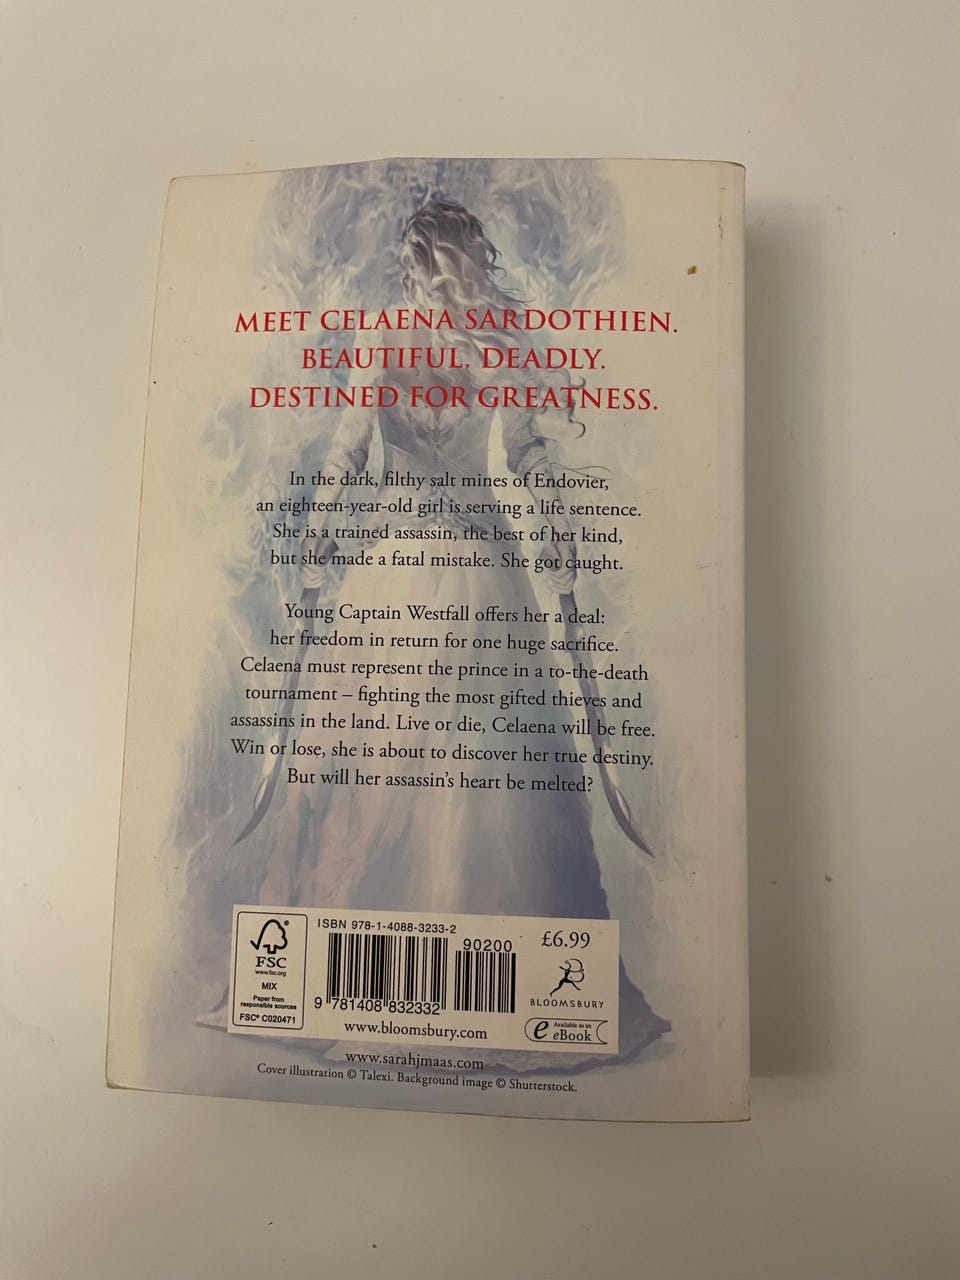 MEET CELAENA SARDOTHIEN.
BEAUTIFUL. DEADLY.
DESTINED FOR GREATNESS.
In the dark, filthy salt mines of Endovier,
an eighteen-year-old girl is serving a life sentence.
She is a trained assassin, the best of her kind,
but she made a fatal mistake. She got caught.
Young Captain Westfall offers her a deal:
her freedom in return for one huge sacrifice.
Celaena must represent the prince in a to-the-death
tournament – fighting the most gifted thieves and
assassins in the land. Live or die, Celaena will be free.
Win or lose, she is about to discover her true destiny.
But will her assassin's heart be melted?
FSC
www.fsc.org
MIX
Paper from
responsible sources
FSC® C020471
ISBN 978-1-4088-3233-2
90200
9 781408 832332
www.bloomsbury.com
£6.99
BLOOMSBURY
e Available as an
eBook
www.sarahjmaas.com
Cover illustration © Talexi. Background image © Shutterstock.